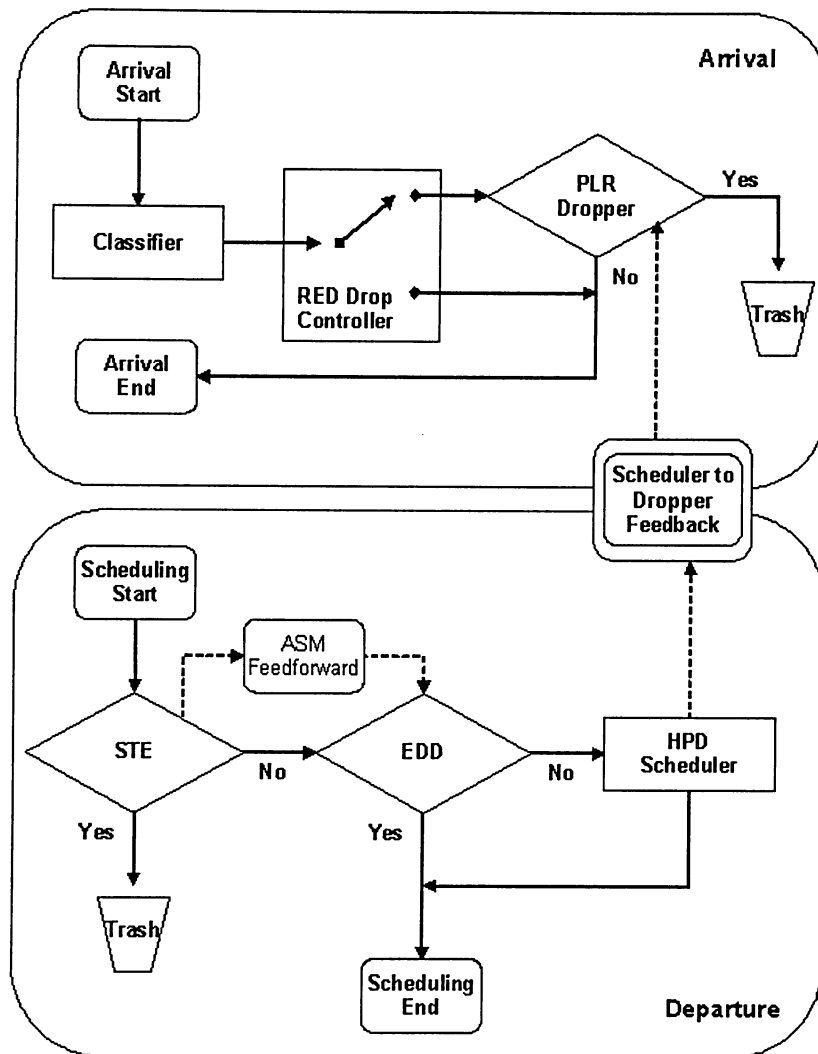 Arrival
Arrival
Start
PLR
Dropper
Yes
Classifier
No
RED Drop
Controller
Trash
Arrival
End
Scheduler to
Dropper
Feedback
Scheduling
Start
ASM
Feedforward
STE
No
EDD
No
HPD
Scheduler
Yes
Yes
Trash
Scheduling
End
Departure